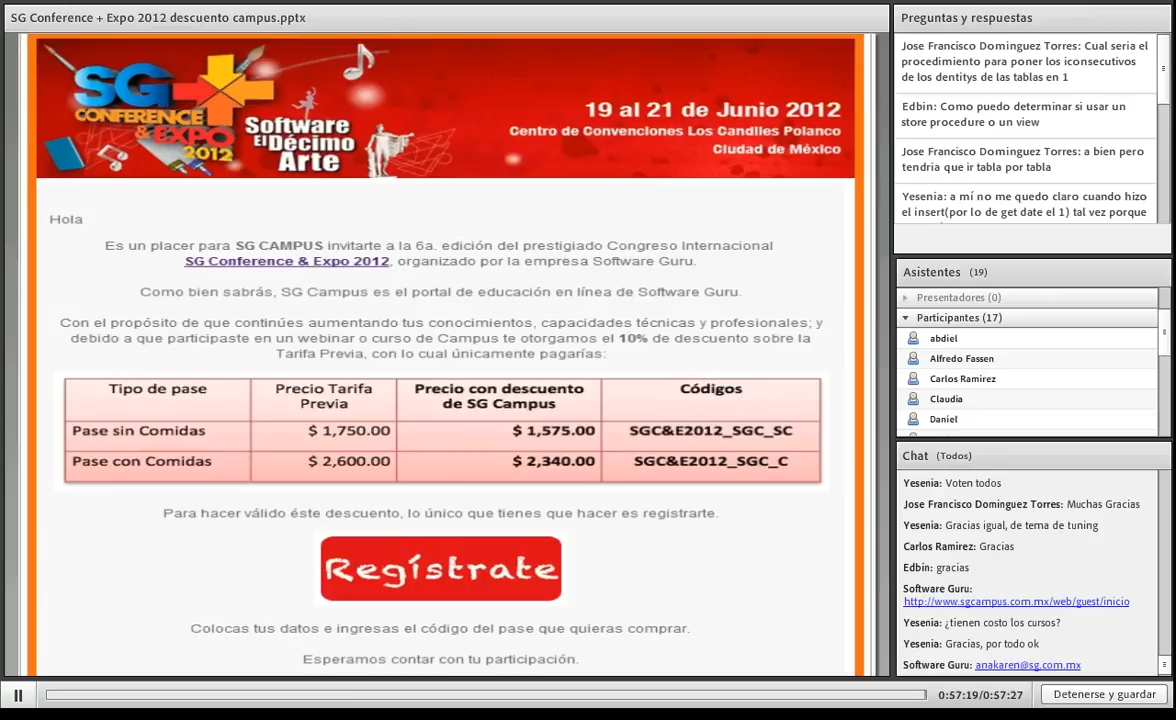 SG Conference + Expo 2012 descuento campus.pptx
SG
CONFERENCE
& EXPO
2012
Software
El Décimo
Arte
19 al 21 de Junio 2012
Centro de Convenciones Los Candiles Polanco
Ciudad de México
Hola
Es un placer para SG CAMPUS invitarte a la 6a. edición del prestigiado Congreso Internacional
SG Conference & Expo 2012, organizado por la empresa Software Guru.
Como bien sabrás, SG Campus es el portal de educación en línea de Software Guru.
Con el propósito de que continúes aumentando tus conocimientos, capacidades técnicas y profesionales; y
debido a que participaste en un webinar o curso de Campus te otorgamos el 10% de descuento sobre la
Tarifa Previa, con lo cual únicamente pagarías:
Tipo de pase Precio Tarifa Previa Precio con descuento de SG Campus Códigos
Pase sin Comidas $ 1,750.00 $ 1,575.00 SGC&E2012_SGC_SC
Pase con Comidas $ 2,600.00 $ 2,340.00 SGC&E2012_SGC_C
Para hacer válido éste descuento, lo único que tienes que hacer es registrarte.
Regístrate
Colocas tus datos e ingresas el código del pase que quieras comprar.
Esperamos contar con tu participación.
Preguntas y respuestas
Jose Francisco Dominguez Torres: Cual seria el
procedimiento para poner los iconsecutivos
de los dentitys de las tablas en 1
Edbin: Como puedo determinar si usar un
store procedure o un view
Jose Francisco Dominguez Torres: a bien pero
tendria que ir tabla por tabla
Yesenia: a mí no me quedo claro cuando hizo
el insert(por lo de get date el 1) tal vez porque
Asistentes (19)
Presentadores (0)
Participantes (17)
abdiel
Alfredo Fassen
Carlos Ramirez
Claudia
Daniel
Chat (Todos)
Yesenia: Voten todos
Jose Francisco Dominguez Torres: Muchas Gracias
Yesenia: Gracias igual, de tema de tuning
Carlos Ramirez: Gracias
Edbin: gracias
Software Guru:
http://www.sgcampus.com.mx/web/guest/inicio
Yesenia: ¿tienen costo los cursos?
Yesenia: Gracias, por todo ok
Software Guru: anakaren@sg.com.mx
0:57:19/0:57:27
Detenerse y guardar